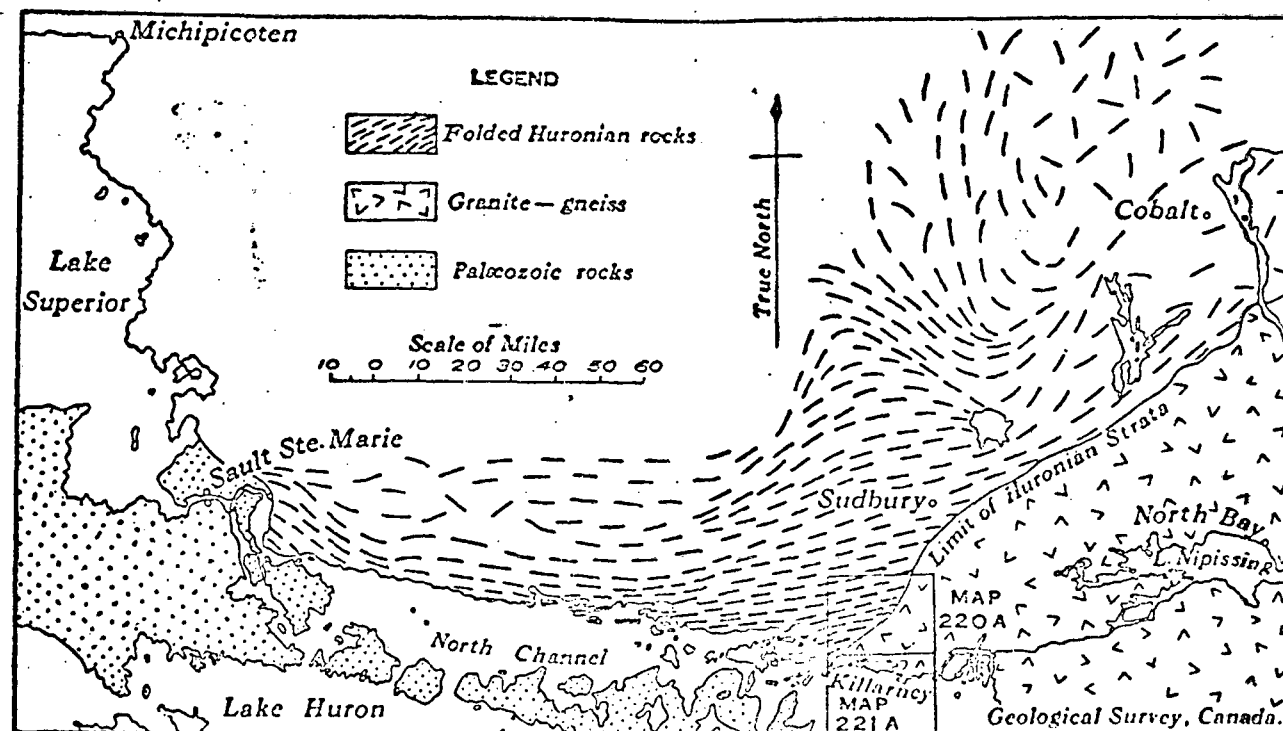 Michipicoten
LEGEND
Folded Huronian rocks
Granite — gneiss
Palæozoic rocks
Scale of Miles
10 0 10 20 30 40 50 60
True North
Cobalt
Lake
Superior
Sault Ste. Marie
Sudbury
Limit of Huronian Strata
North Bay
L. Nipissing
MAP
220A
North Channel
Killarney
MAP
221A
Lake Huron
Geological Survey, Canada.